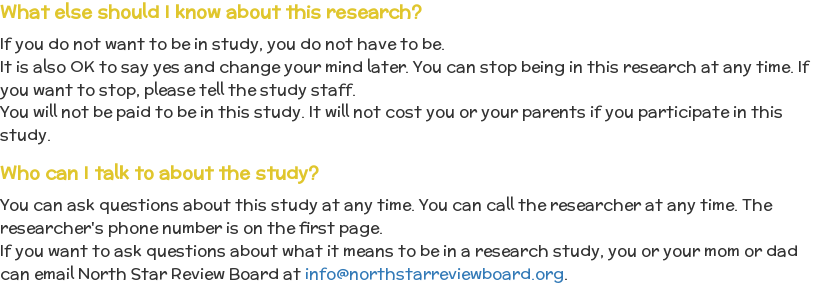 What else should I know about this research?
If you do not want to be in study, you do not have to be.
It is also OK to say yes and change your mind later. You can stop being in this research at any time. If
you want to stop, please tell the study staff.
You will not be paid to be in this study. It will not cost you or your parents if you participate in this
study.
Who can I talk to about the study?
You can ask questions about this study at any time. You can call the researcher at any time. The
researcher's phone number is on the first page.
If you want to ask questions about what it means to be in a research study, you or your mom or dad
can email North Star Review Board at info@northstarreviewboard.org.